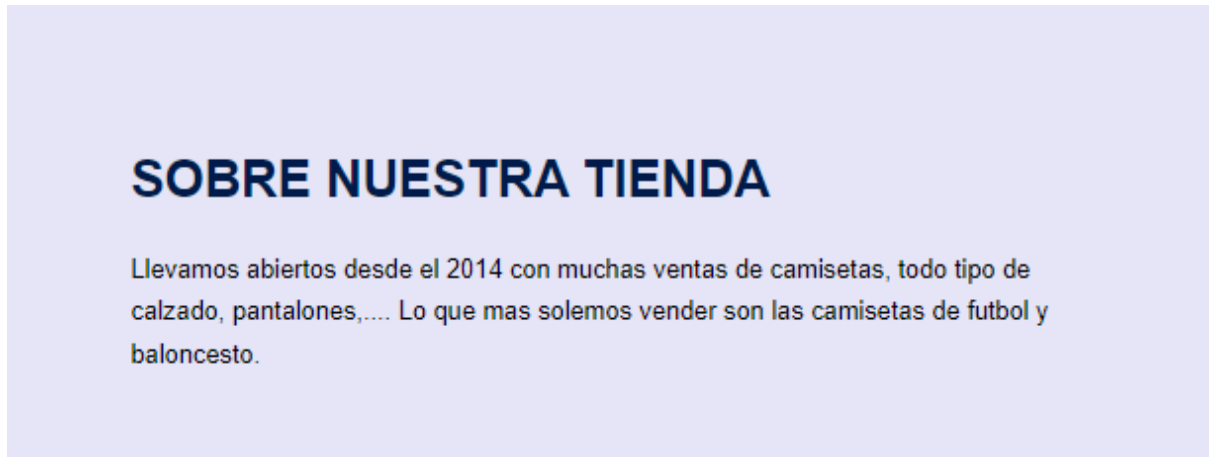 SOBRE NUESTRA TIENDA
Llevamos abiertos desde el 2014 con muchas ventas de camisetas, todo tipo de
calzado, pantalones,.... Lo que mas solemos vender son las camisetas de futbol y
baloncesto.